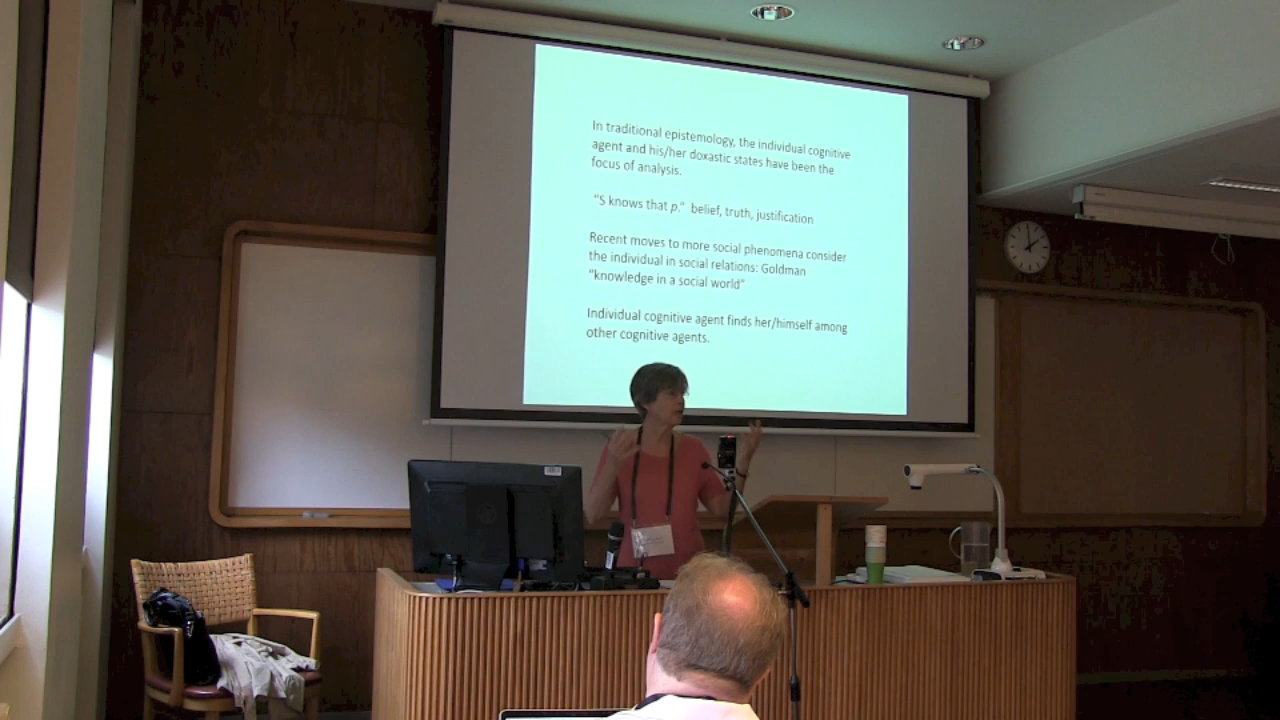 In traditional epistemology, the individual cognitive
agent and his/her doxastic states have been the
focus of analysis.
"S knows that p."  belief, truth, justification
Recent moves to more social phenomena consider
the individual in social relations: Goldman
"knowledge in a social world"
Individual cognitive agent finds her/himself among
other cognitive agents.